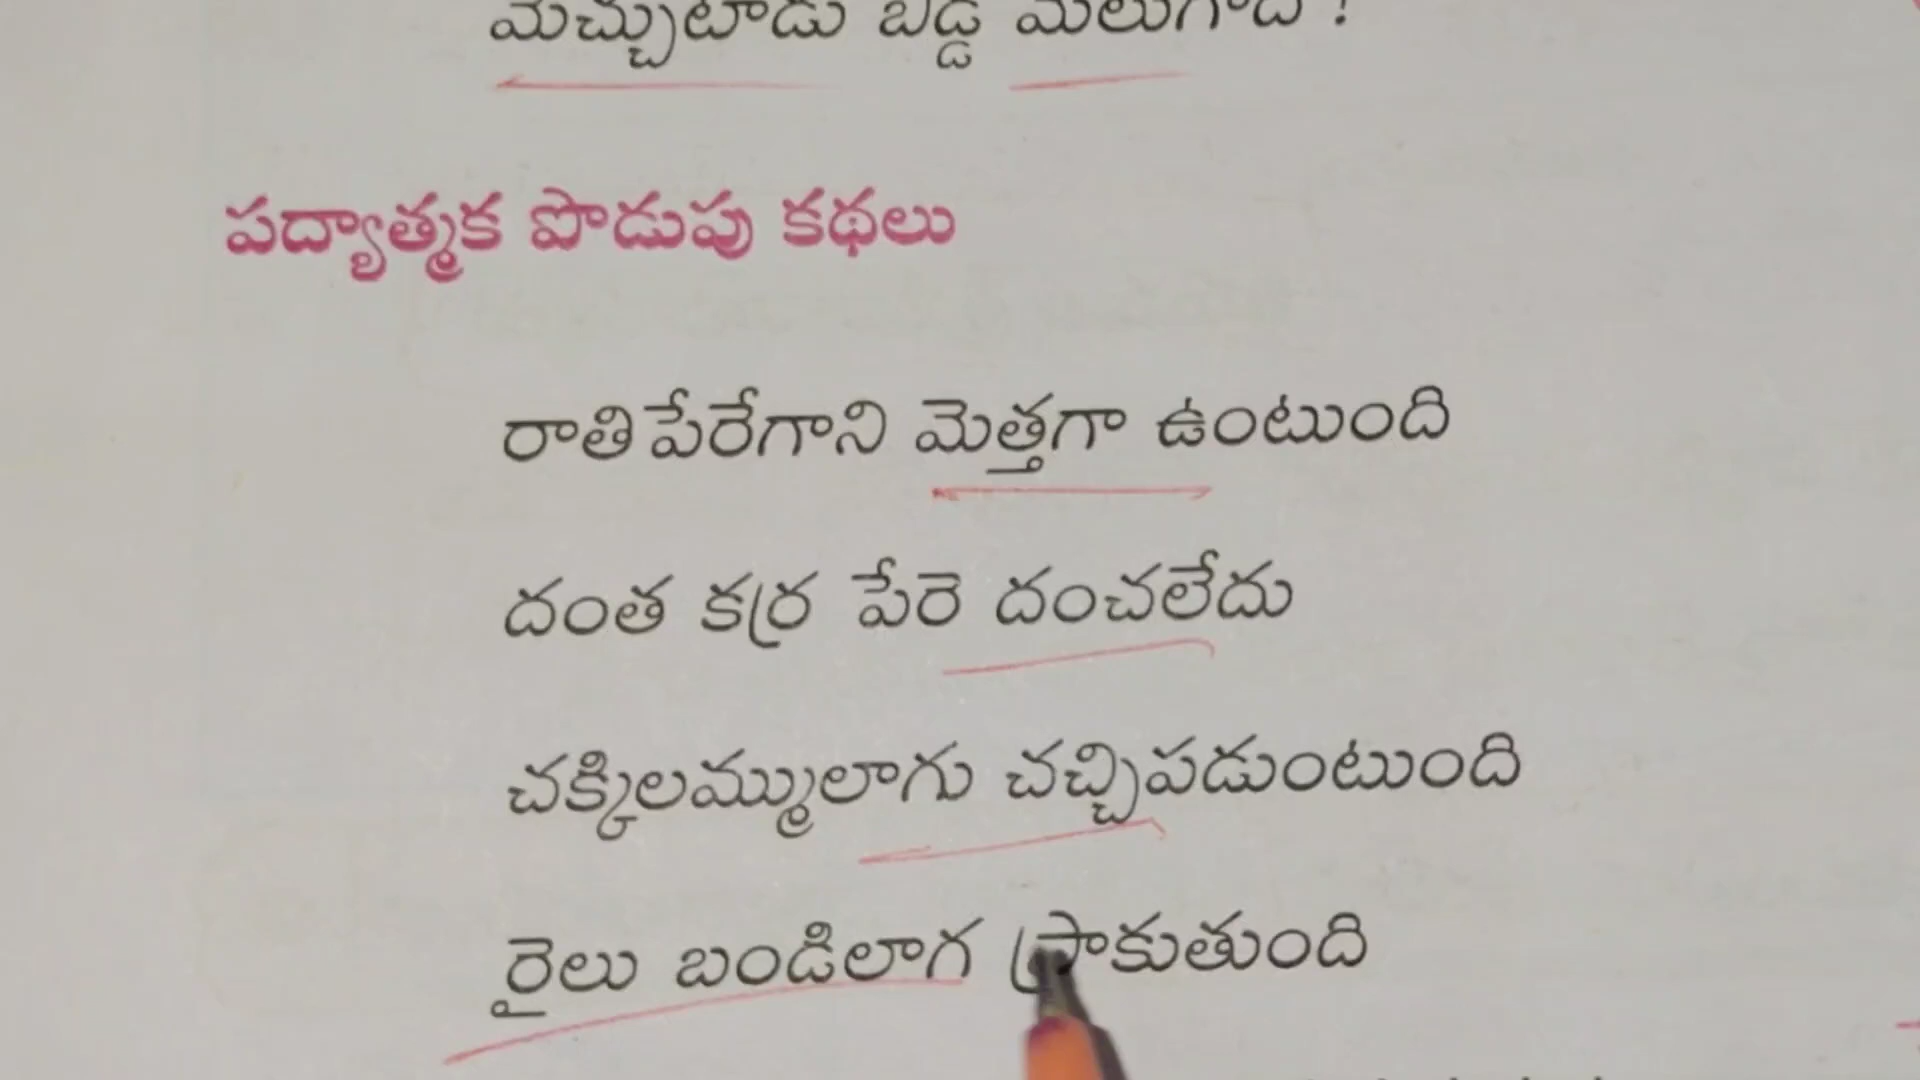 మెచ్చుటాడు బిడ్డ మెలుగాది !
పద్యాత్మక పొడుపు కథలు
రాతిపేరేగాని మెత్తగా ఉంటుంది
దంత కర్ర పేరె దంచలేదు
చక్కిలమ్ములాగు చచ్చిపడుంటుంది
రైలు బండిలాగ ప్రాకుతుంది